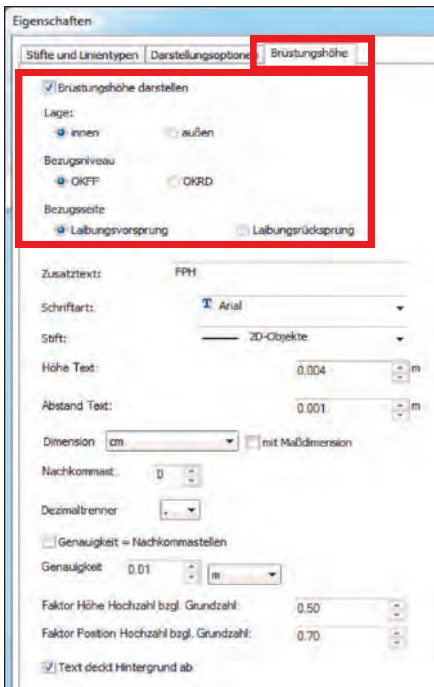 Eigenschaften
Stifte und Linientypen Darstellungsoptionen Brüstungshöhe
Brüstungshöhe darstellen
Lage:
innen außen
Bezugsniveau
OKFF OKRD
Bezugsseite
Laibungsvorsprung Laibungsrücksprung
Zusatztext: FPH
Schriftart: T Arial
Stift: 2D-Objekte
Höhe Text: 0.004 m
Abstand Text: 0.001 m
Dimension cm mit Maßdimension
Nachkommast. 0
Dezimaltrenner .
Genauigkeit = Nachkommastellen
Genauigkeit 0.01 m
Faktor Höhe Hochzahl bzgl. Grundzahl: 0.50
Faktor Position Hochzahl bzgl. Grundzahl: 0.70
Text deckt Hintergrund ab